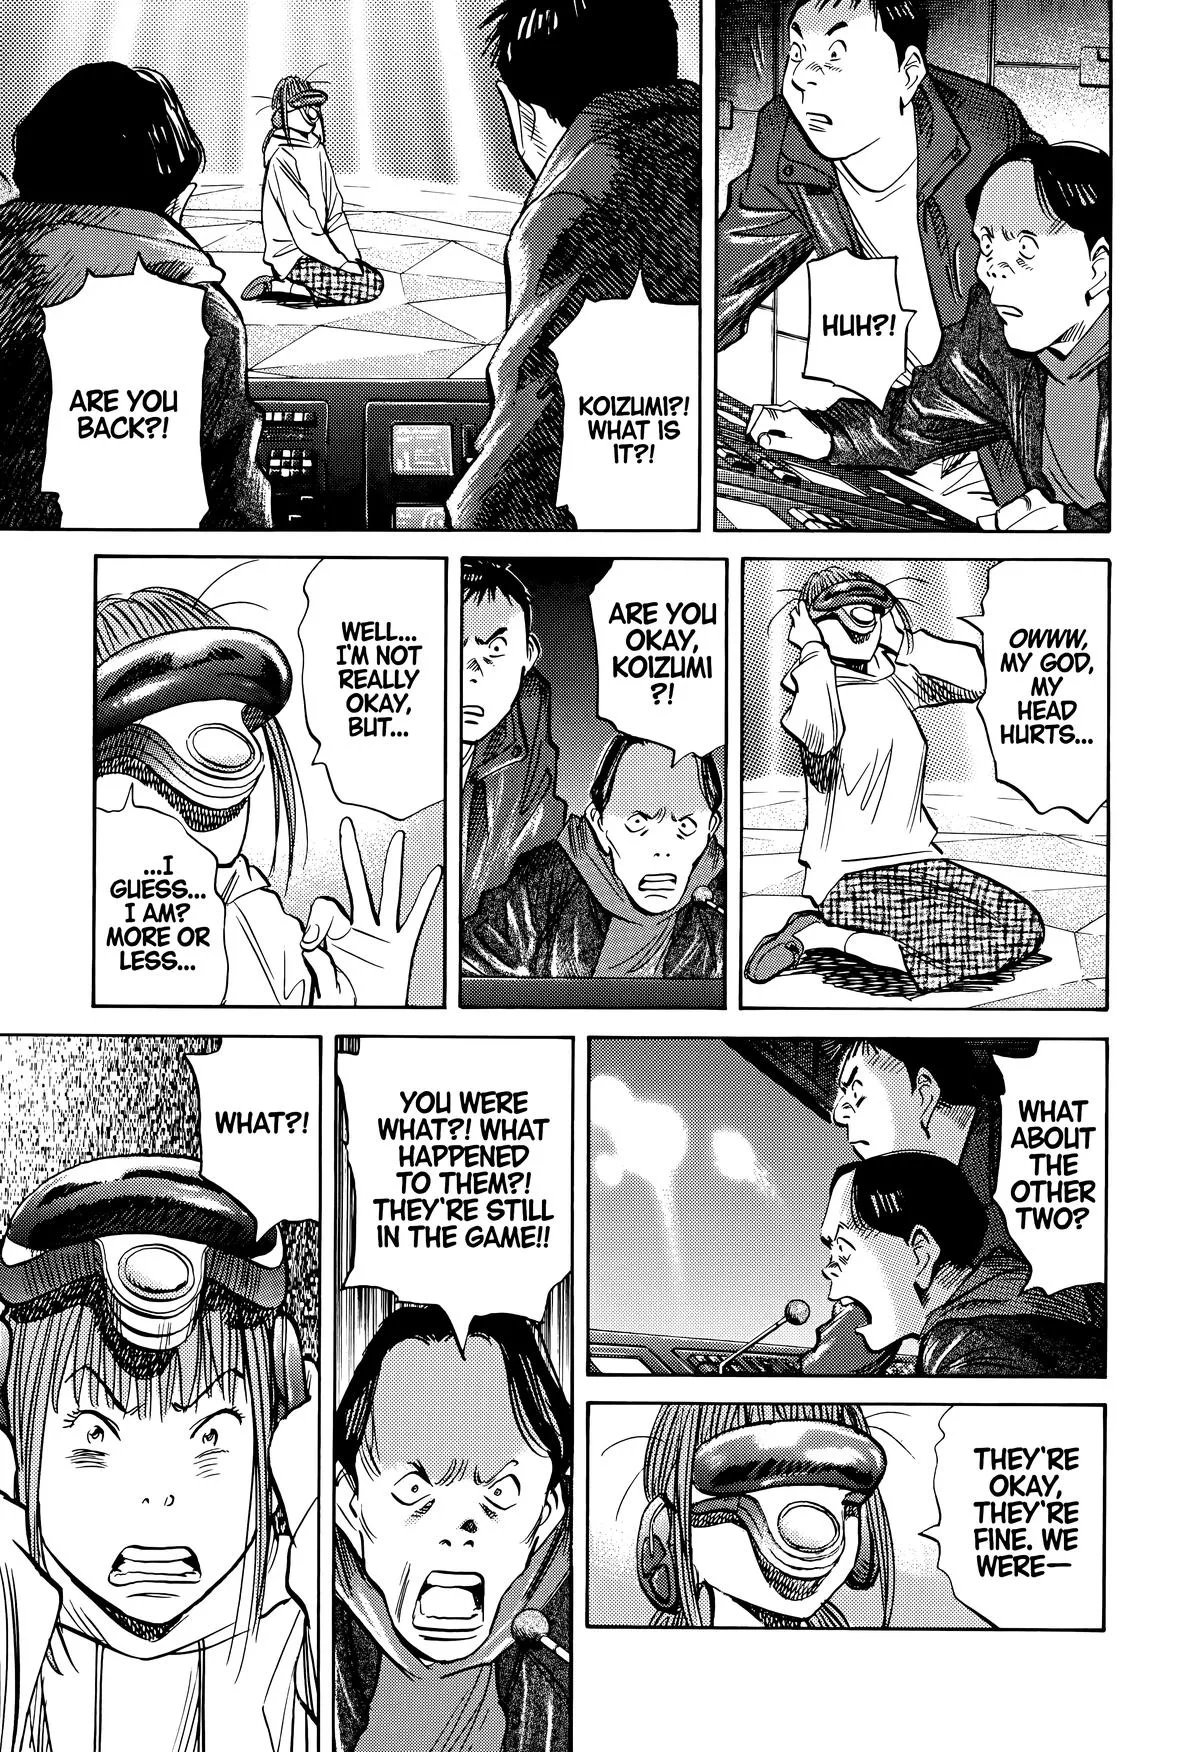 HUH?!
KOIZUMI?!
WHAT IS
IT?!
ARE YOU
BACK?!
OWWW,
MY GOD,
MY
HEAD
HURTS...
ARE YOU
OKAY,
KOIZUMI
?!
WELL...
I'M NOT
REALLY
OKAY,
BUT...
...I
GUESS...
I AM?
MORE OR
LESS...
WHAT
ABOUT
THE
OTHER
TWO?
THEY'RE
OKAY,
THEY'RE
FINE. WE
WERE—
YOU WERE
WHAT?! WHAT
HAPPENED
TO THEM?!
THEY'RE STILL
IN THE GAME!!
WHAT?!